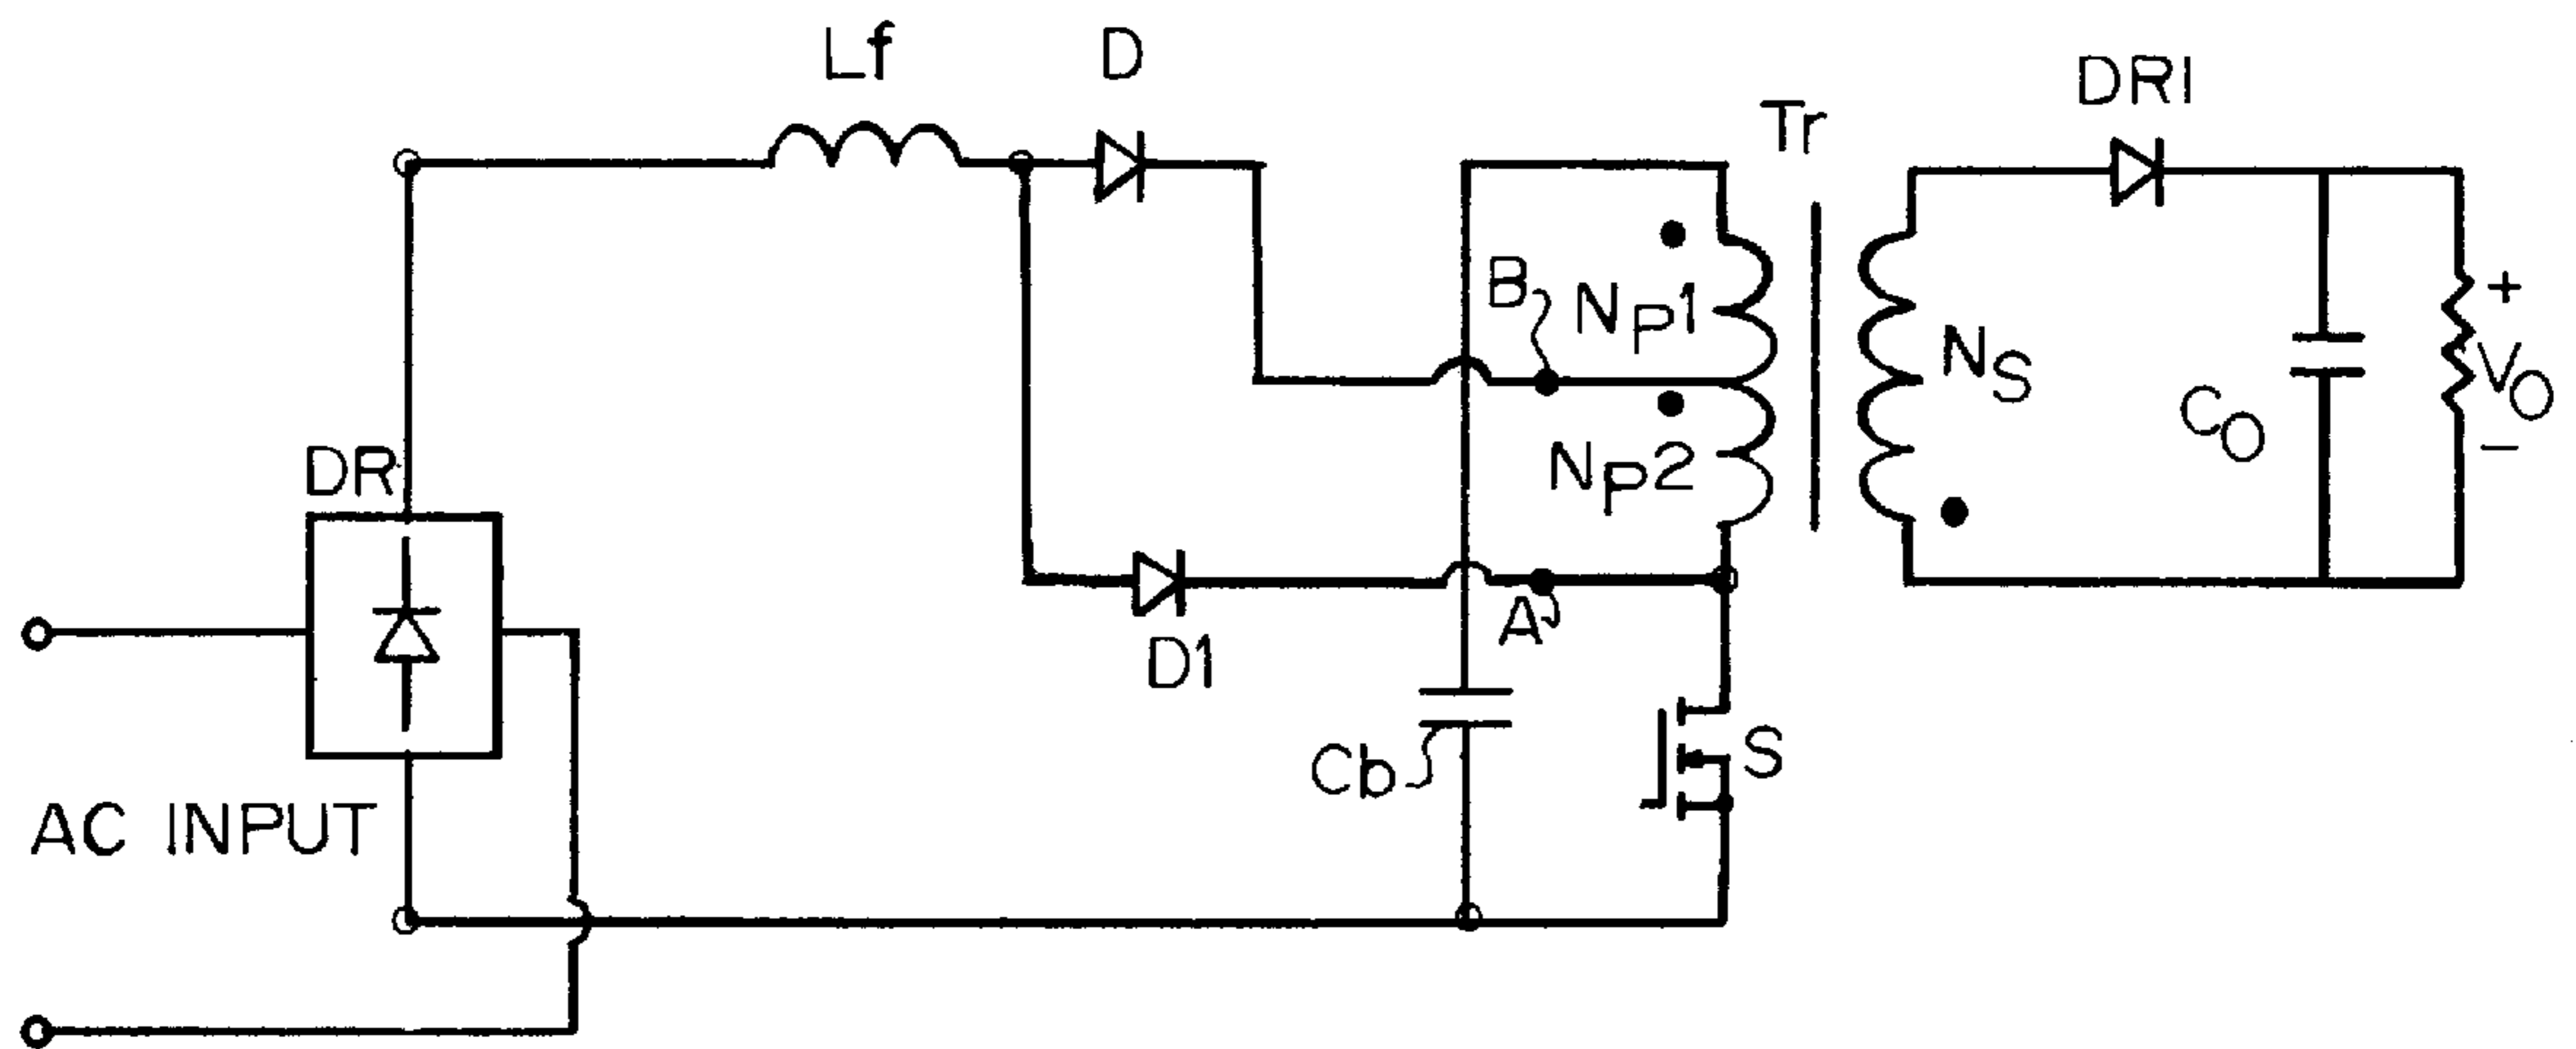 Lf
D
Tr
DR1
B
NP1
NS
+
VO
−
CO
NP2
DR
A
D1
Cb
S
AC INPUT